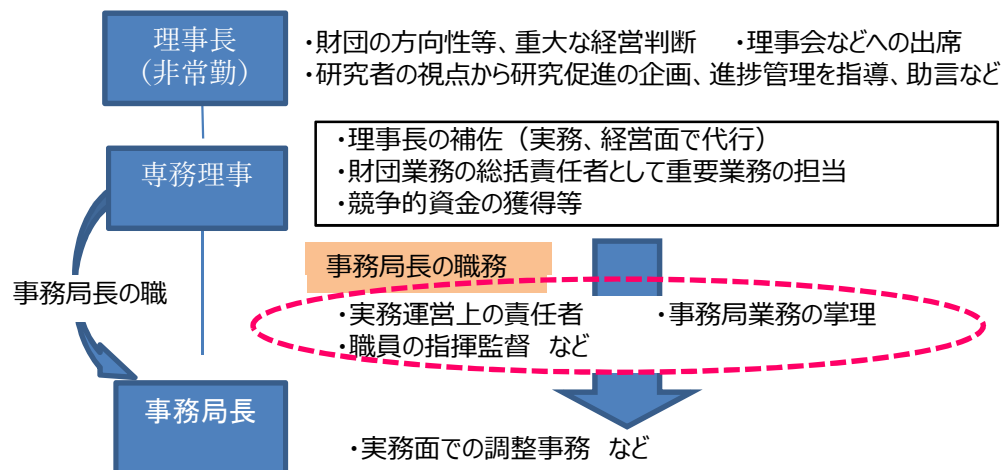 理事長
（非常勤）
・財団の方向性等、重大な経営判断　・理事会などへの出席
・研究者の視点から研究促進の企画、進捗管理を指導、助言など
専務理事
・理事長の補佐（実務、経営面で代行）
・財団業務の総括責任者として重要業務の担当
・競争的資金の獲得等
事務局長の職務
事務局長の職
・実務運営上の責任者　・事務局業務の掌理
・職員の指揮監督　など
事務局長
・実務面での調整事務　など